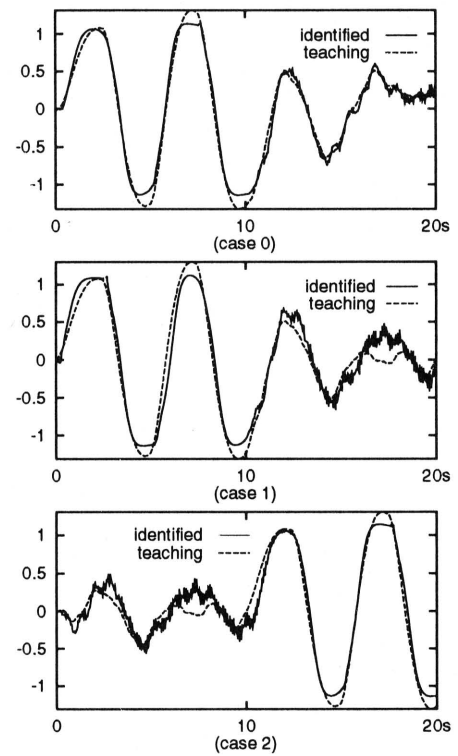 1
identified
teaching
0.5
0
-0.5
-1
0 10 20s
(case 0)
1
identified
teaching
0.5
0
-0.5
-1
0 10 20s
(case 1)
1
identified
teaching
0.5
0
-0.5
-1
0 10 20s
(case 2)